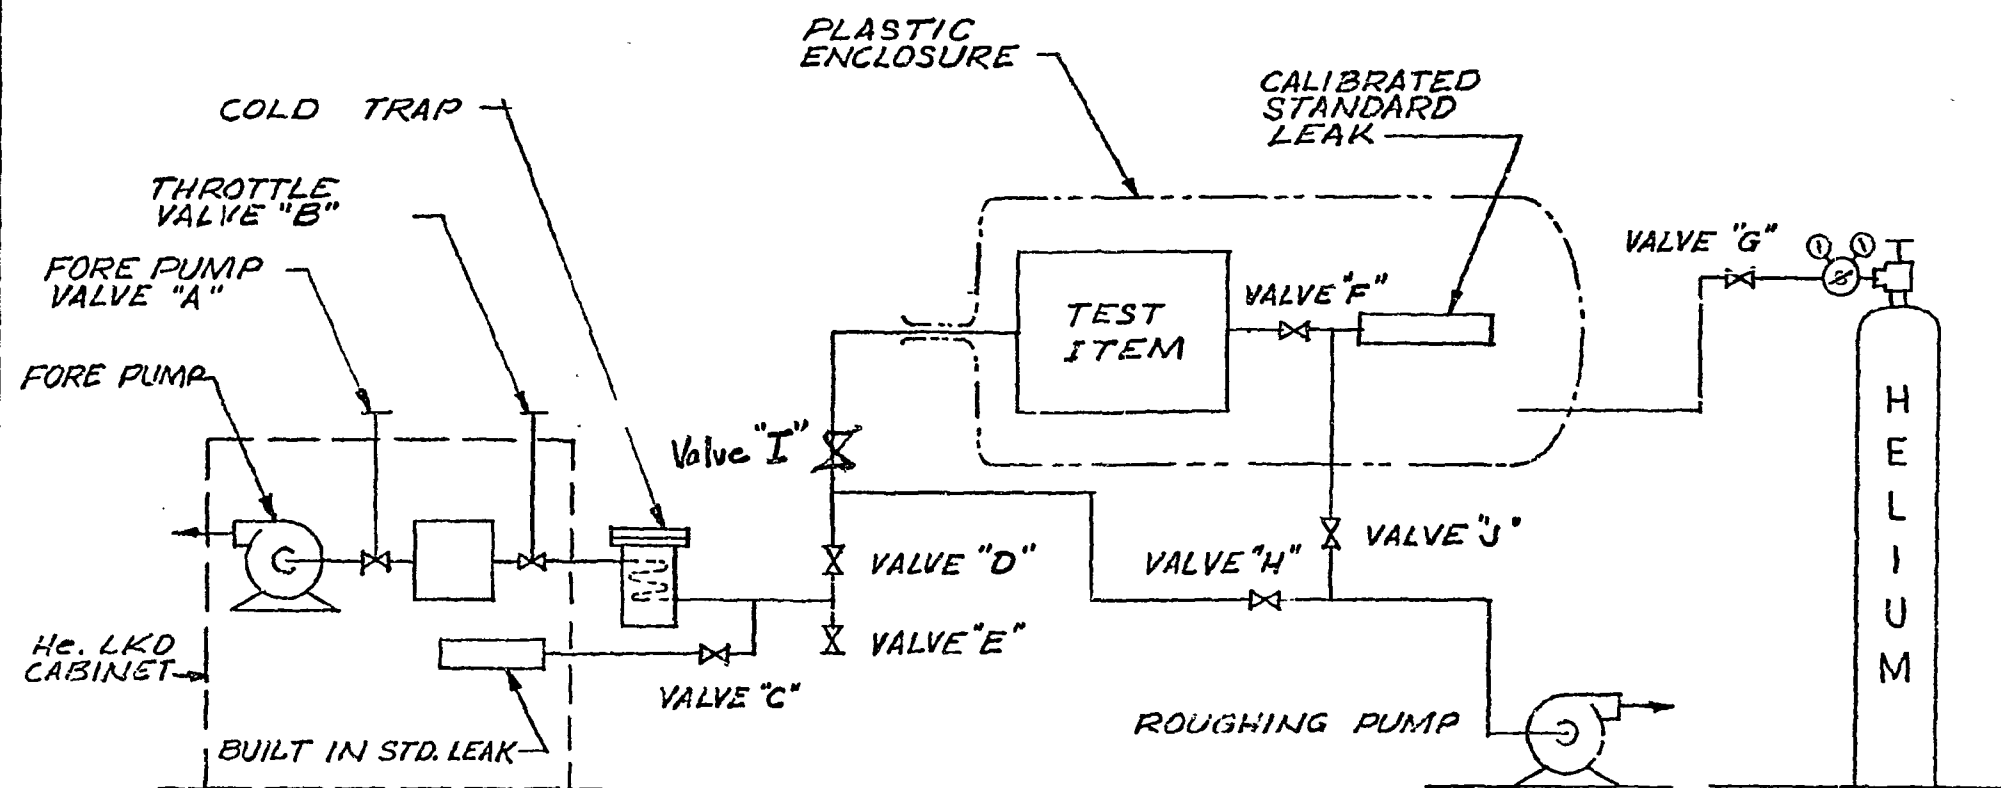 PLASTIC
ENCLOSURE
CALIBRATED
STANDARD
LEAK
COLD TRAP
THROTTLE
VALVE "B"
FORE PUMP
VALVE "A"
FORE PUMP
VALVE "G"
TEST
ITEM
VALVE "F"
Valve "I"
VALVE "D"
VALVE "E"
VALVE "H"
VALVE "J"
He. LKD
CABINET
VALVE "C"
BUILT IN STD. LEAK
ROUGHING PUMP
HELIUM